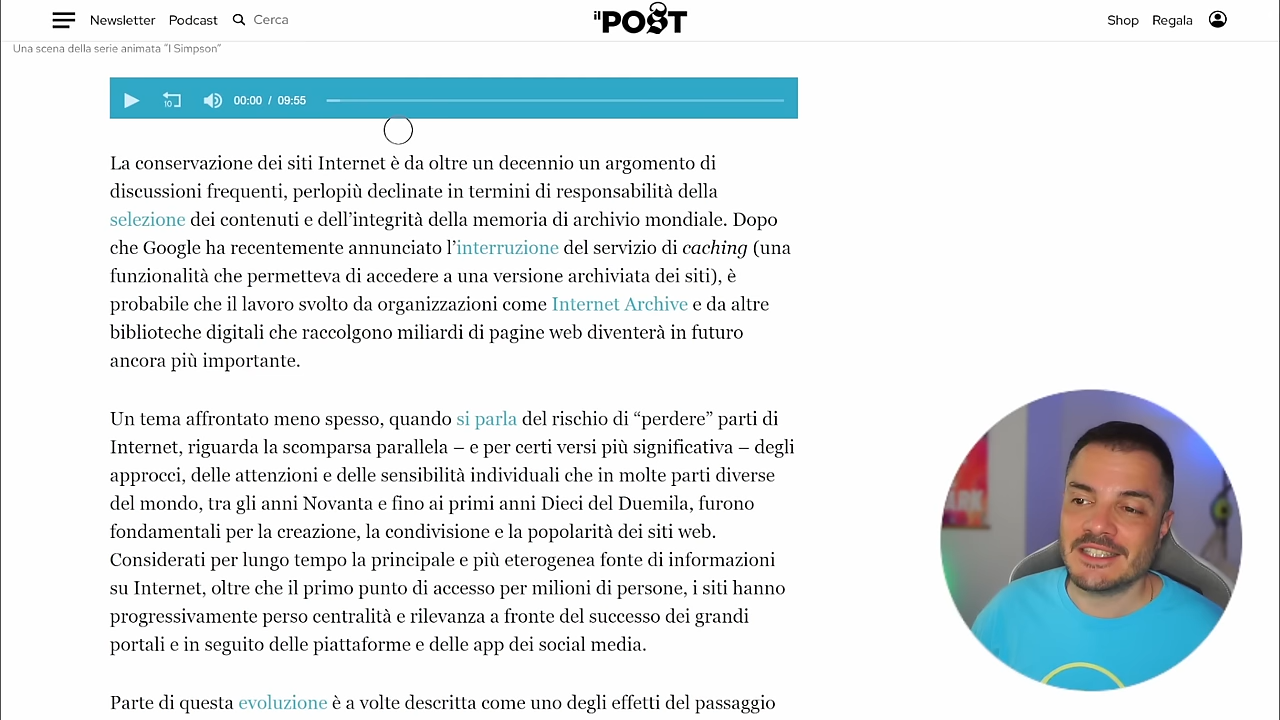 Newsletter Podcast Cerca
il POST
Shop Regala
Una scena della serie animata “I Simpson”
10 00:00 / 09:55
La conservazione dei siti Internet è da oltre un decennio un argomento di
discussioni frequenti, perlopiù declinate in termini di responsabilità della
selezione dei contenuti e dell’integrità della memoria di archivio mondiale. Dopo
che Google ha recentemente annunciato l’interruzione del servizio di caching (una
funzionalità che permetteva di accedere a una versione archiviata dei siti), è
probabile che il lavoro svolto da organizzazioni come Internet Archive e da altre
biblioteche digitali che raccolgono miliardi di pagine web diventerà in futuro
ancora più importante.
Un tema affrontato meno spesso, quando si parla del rischio di “perdere” parti di
Internet, riguarda la scomparsa parallela – e per certi versi più significativa – degli
approcci, delle attenzioni e delle sensibilità individuali che in molte parti diverse
del mondo, tra gli anni Novanta e fino ai primi anni Dieci del Duemila, furono
fondamentali per la creazione, la condivisione e la popolarità dei siti web.
Considerati per lungo tempo la principale e più eterogenea fonte di informazioni
su Internet, oltre che il primo punto di accesso per milioni di persone, i siti hanno
progressivamente perso centralità e rilevanza a fronte del successo dei grandi
portali e in seguito delle piattaforme e delle app dei social media.
Parte di questa evoluzione è a volte descritta come uno degli effetti del passaggio